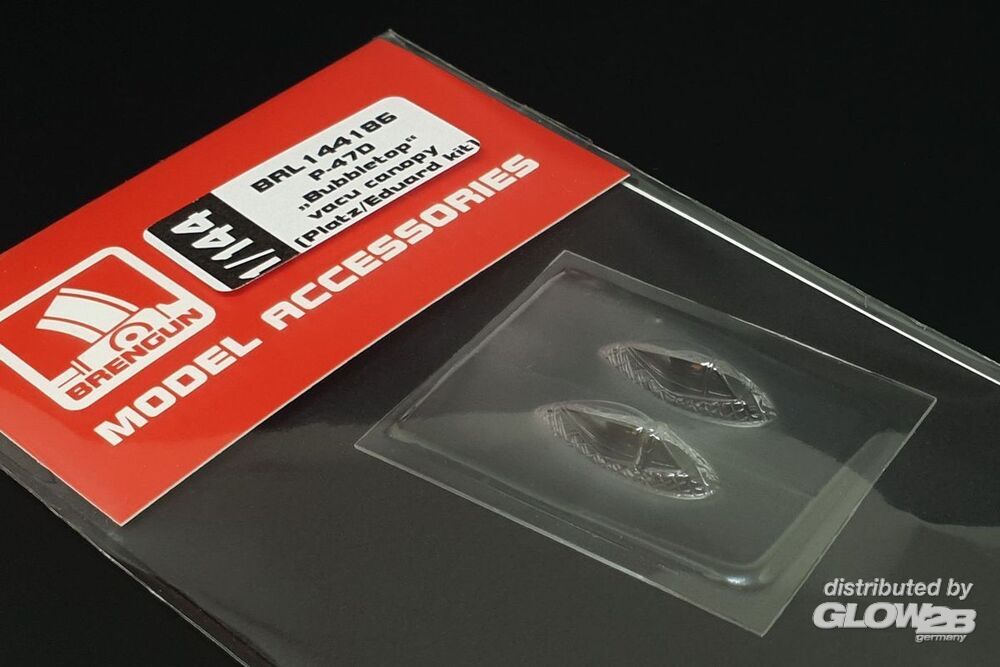 1/144
BRL144186
P-47D
„Bubbletop“
vacu canopy
(Platz/Eduard kit)
BRENGUN
MODEL ACCESSORIES
distributed by
GLOW2B
germany